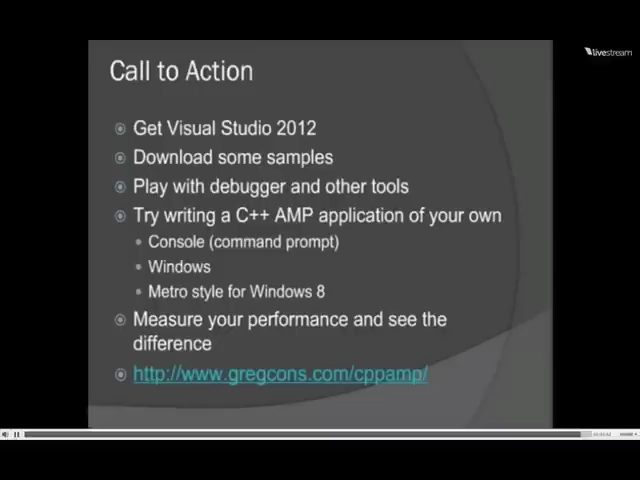 livestream
Call to Action
Get Visual Studio 2012
Download some samples
Play with debugger and other tools
Try writing a C++ AMP application of your own
Console (command prompt)
Windows
Metro style for Windows 8
Measure your performance and see the
difference
http://www.gregcons.com/cppamp/